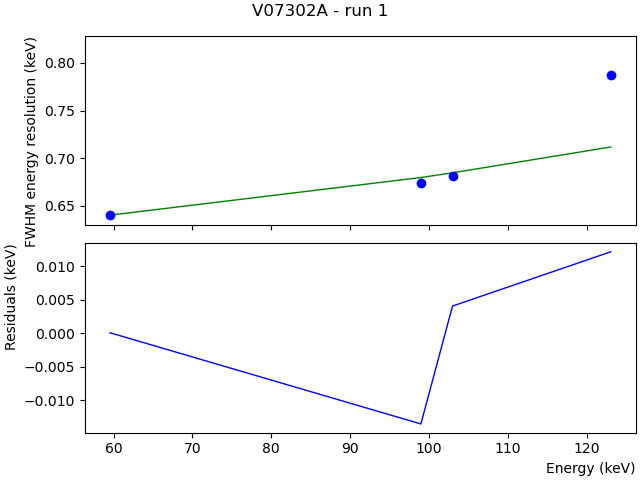 V07302A - run 1
FWHM energy resolution (keV)
0.80
0.75
0.70
0.65
Residuals (keV)
0.010
0.005
0.000
−0.005
−0.010
60 70 80 90 100 110 120
Energy (keV)